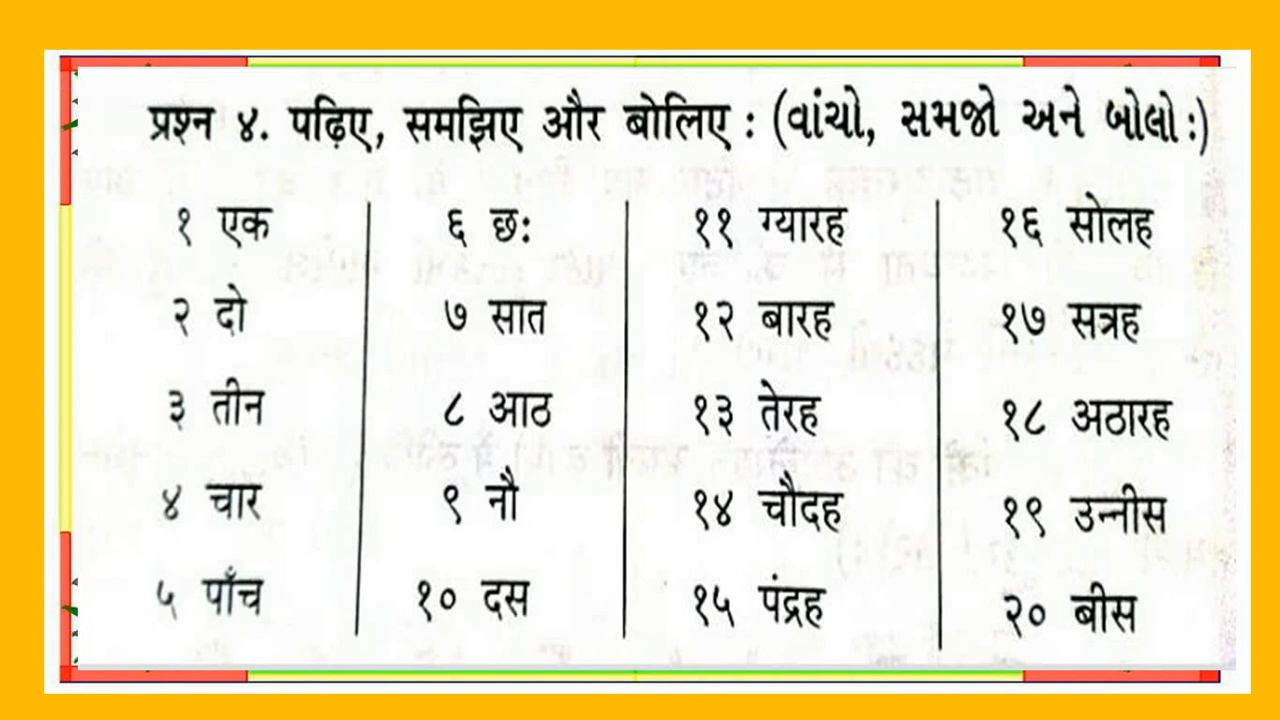 प्रश्न ४. पढ़िए, समझिए और बोलिए : (વાંચો, સમજો અને બોલો :)
१ एक
२ दो
३ तीन
४ चार
५ पाँच
६ छः
७ सात
८ आठ
९ नौ
१० दस
११ ग्यारह
१२ बारह
१३ तेरह
१४ चौदह
१५ पंद्रह
१६ सोलह
१७ सत्रह
१८ अठारह
१९ उन्नीस
२० बीस